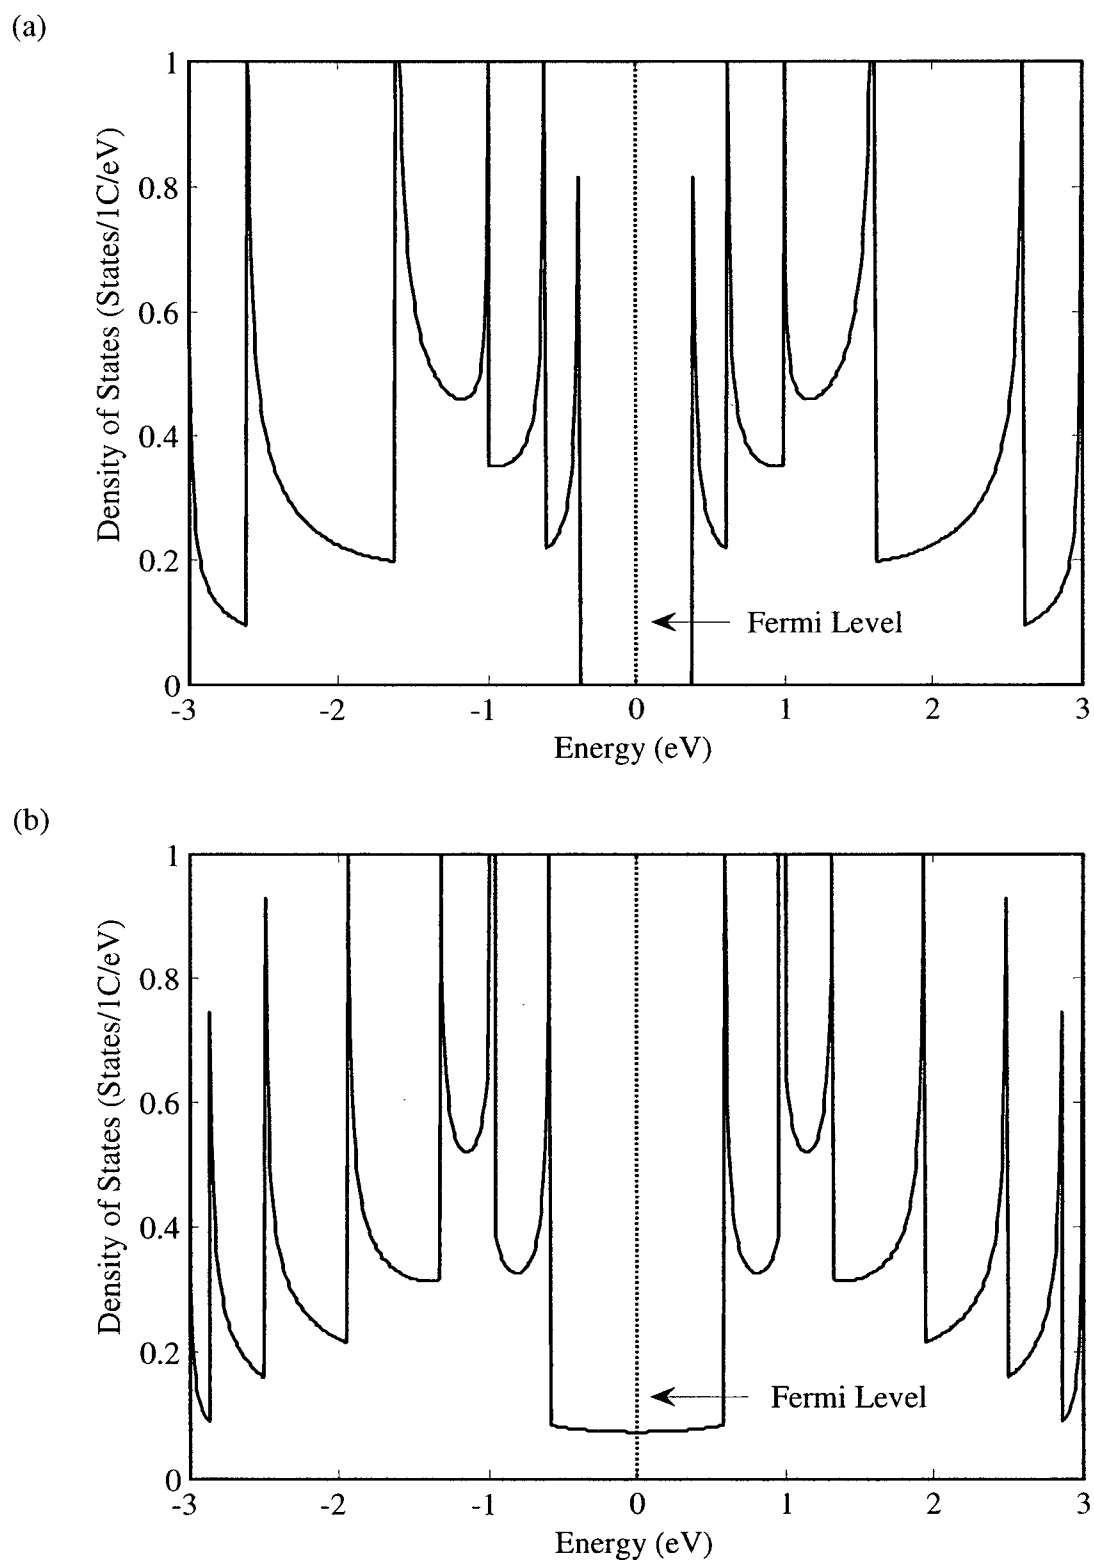 (a)
1
0.8
0.6
0.4
0.2
0
Density of States (States/1C/eV)
Fermi Level
-3 -2 -1 0 1 2 3
Energy (eV)
(b)
1
0.8
0.6
0.4
0.2
0
Density of States (States/1C/eV)
Fermi Level
-3 -2 -1 0 1 2 3
Energy (eV)